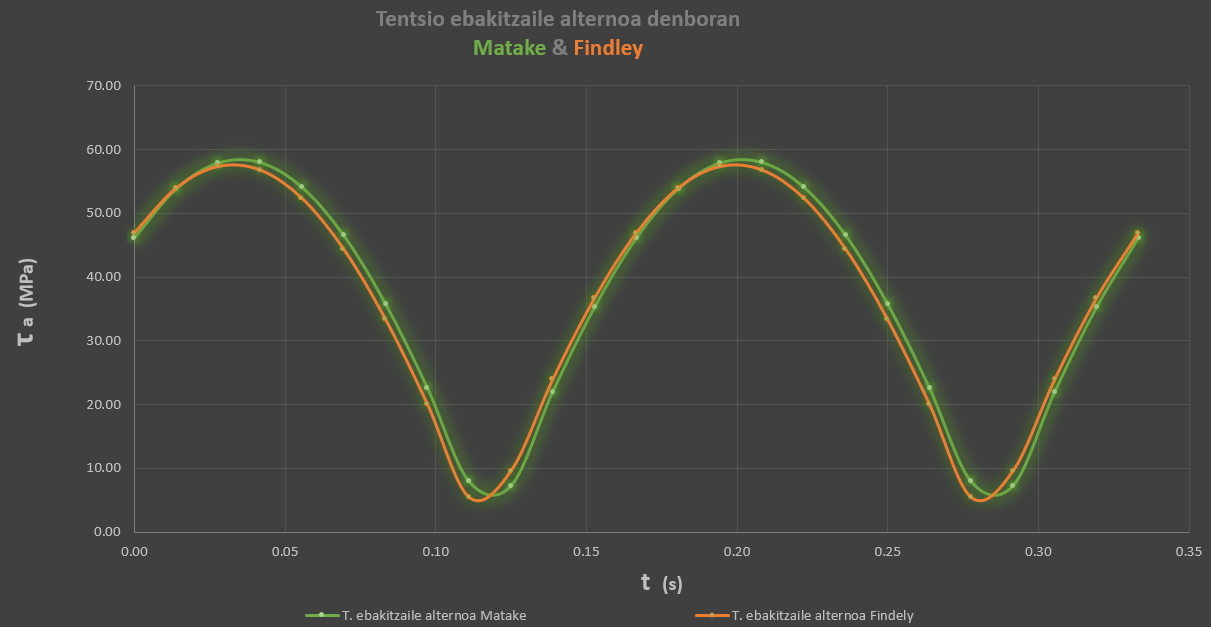 Tentsio ebakitzaile alternoa denboran
Matake & Findley
70.00
60.00
50.00
40.00
30.00
20.00
10.00
0.00
τ a (MPa)
0.00 0.05 0.10 0.15 0.20 0.25 0.30 0.35
t (s)
T. ebakitzaile alternoa Matake T. ebakitzaile alternoa Findely